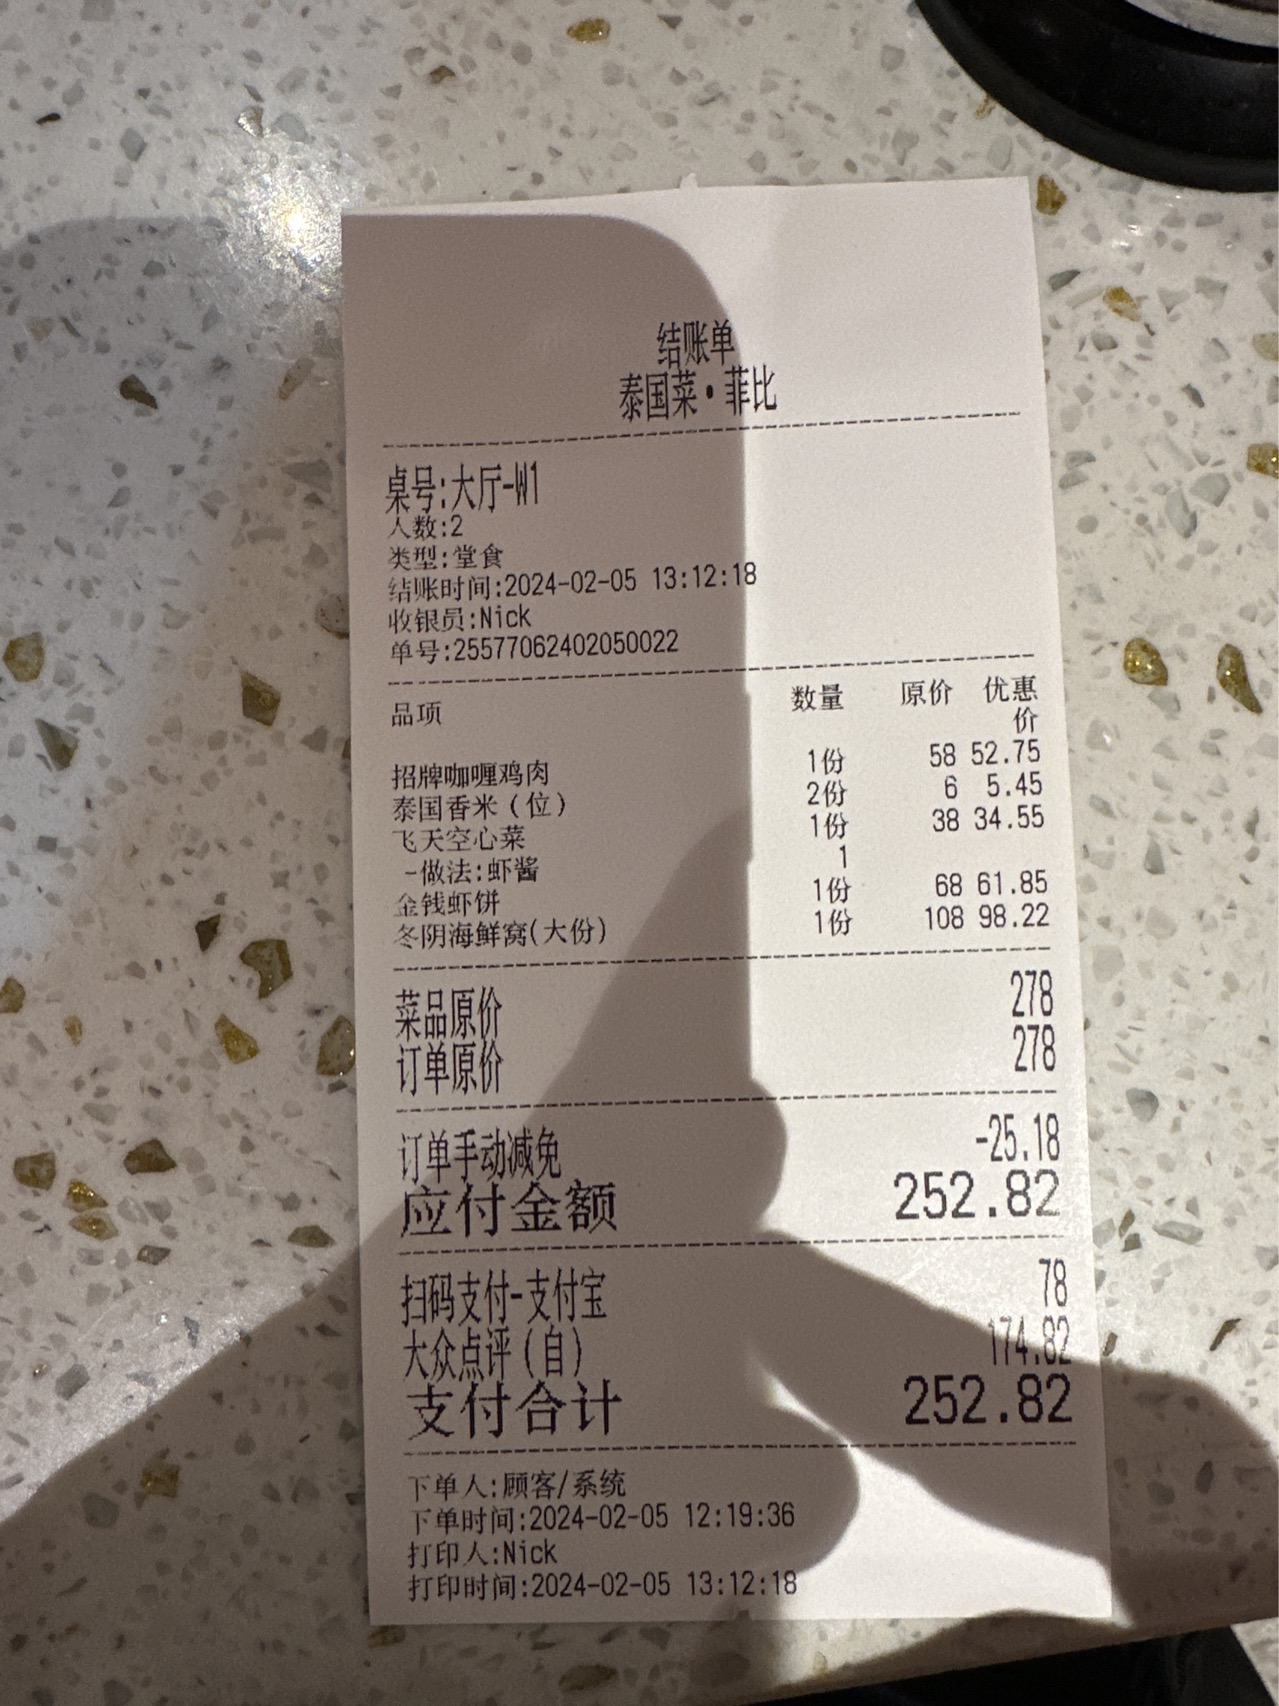 结账单
泰国菜•菲比
桌号:大厅-W1
人数:2
类型:堂食
结账时间:2024-02-05 13:12:18
收银员:Nick
单号:25577062402050022
品项 数量 原价 优惠价
招牌咖喱鸡肉 1份 58 52.75
泰国香米(位) 2份 6 5.45
飞天空心菜 1份 38 34.55
-做法:虾酱 1
金钱虾饼 1份 68 61.85
冬阴海鲜窝(大份) 1份 108 98.22
菜品原价 278
订单原价 278
订单手动减免 -25.18
应付金额 252.82
扫码支付-支付宝 78
大众点评(自) 174.82
支付合计 252.82
下单人:顾客/系统
下单时间:2024-02-05 12:19:36
打印人:Nick
打印时间:2024-02-05 13:12:18